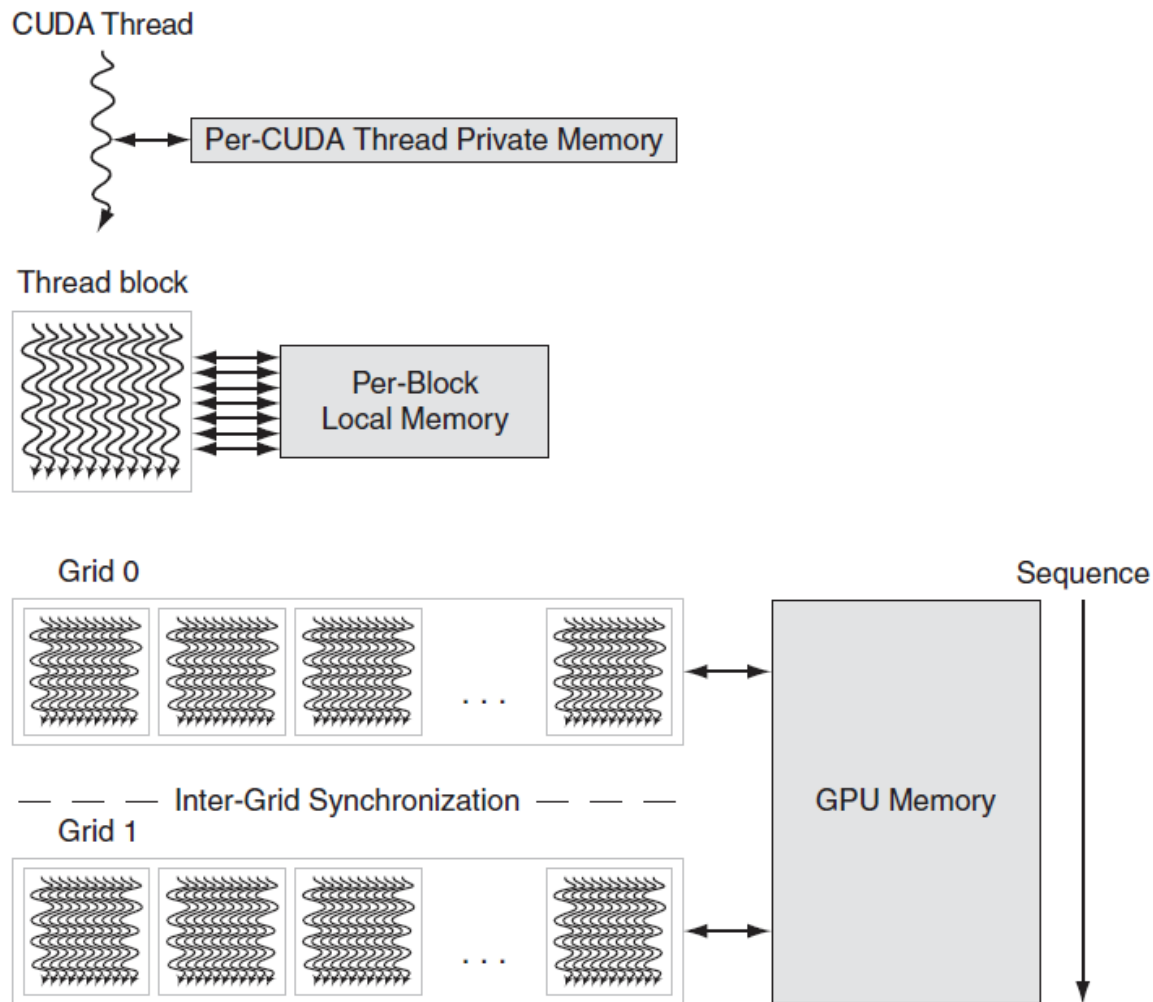 CUDA Thread
Per-CUDA Thread Private Memory
Thread block
Per-Block
Local Memory
Grid 0
Sequence
. . .
Inter-Grid Synchronization
GPU Memory
Grid 1
. . .